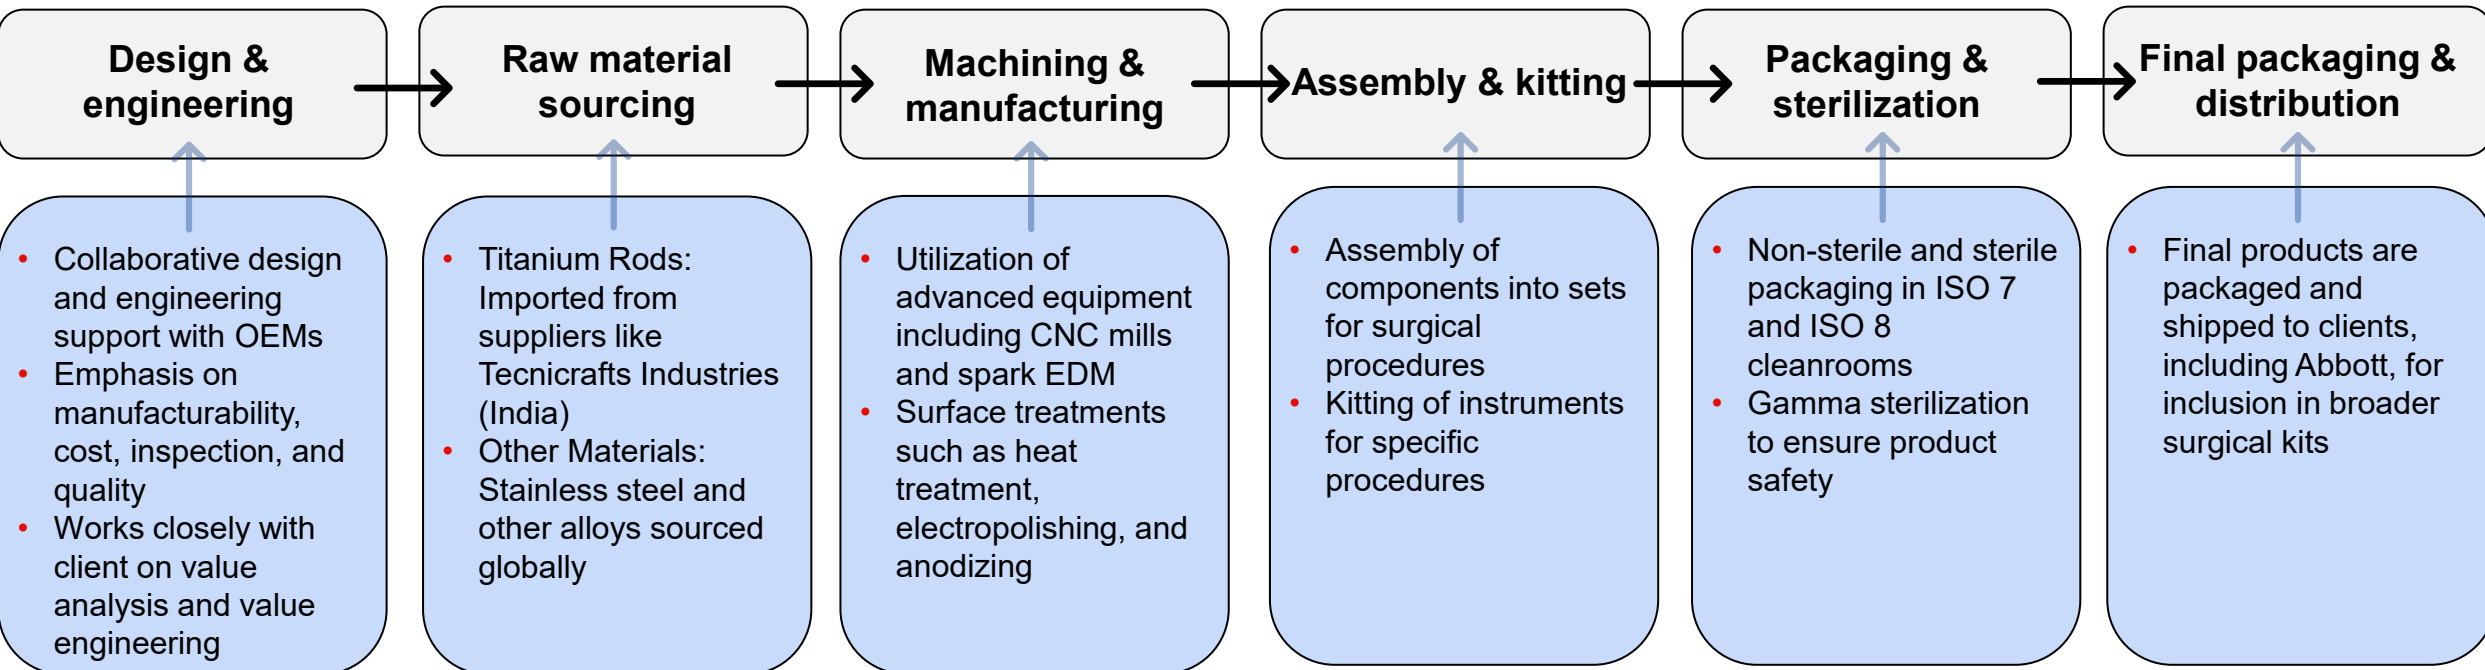 Design &
engineering
Raw material
sourcing
Machining &
manufacturing
Assembly & kitting
Packaging &
sterilization
Final packaging &
distribution
• Collaborative design
and engineering
support with OEMs
• Emphasis on
manufacturability,
cost, inspection, and
quality
• Works closely with
client on value
analysis and value
engineering
• Titanium Rods:
Imported from
suppliers like
Tecnicrafts Industries
(India)
• Other Materials:
Stainless steel and
other alloys sourced
globally
• Utilization of
advanced equipment
including CNC mills
and spark EDM
• Surface treatments
such as heat
treatment,
electropolishing, and
anodizing
• Assembly of
components into sets
for surgical
procedures
• Kitting of instruments
for specific
procedures
• Non-sterile and sterile
packaging in ISO 7
and ISO 8
cleanrooms
• Gamma sterilization
to ensure product
safety
• Final products are
packaged and
shipped to clients,
including Abbott, for
inclusion in broader
surgical kits